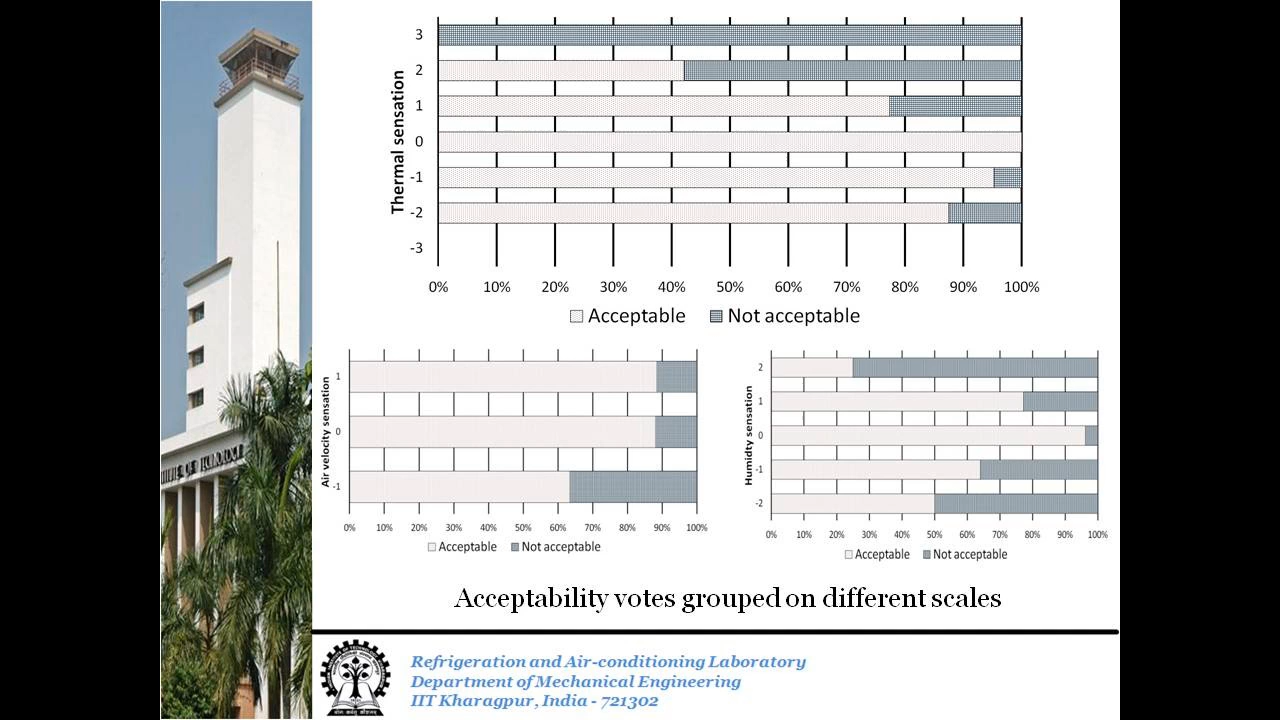 3
2
1
0
-1
-2
-3
Thermal sensation
0% 10% 20% 30% 40% 50% 60% 70% 80% 90% 100%
Acceptable Not acceptable
1
0
-1
Air velocity sensation
0% 10% 20% 30% 40% 50% 60% 70% 80% 90% 100%
Acceptable Not acceptable
2
1
0
-1
-2
Humidty sensation
0% 10% 20% 30% 40% 50% 60% 70% 80% 90% 100%
Acceptable Not acceptable
Acceptability votes grouped on different scales
Refrigeration and Air-conditioning Laboratory
Department of Mechanical Engineering
IIT Kharagpur, India - 721302